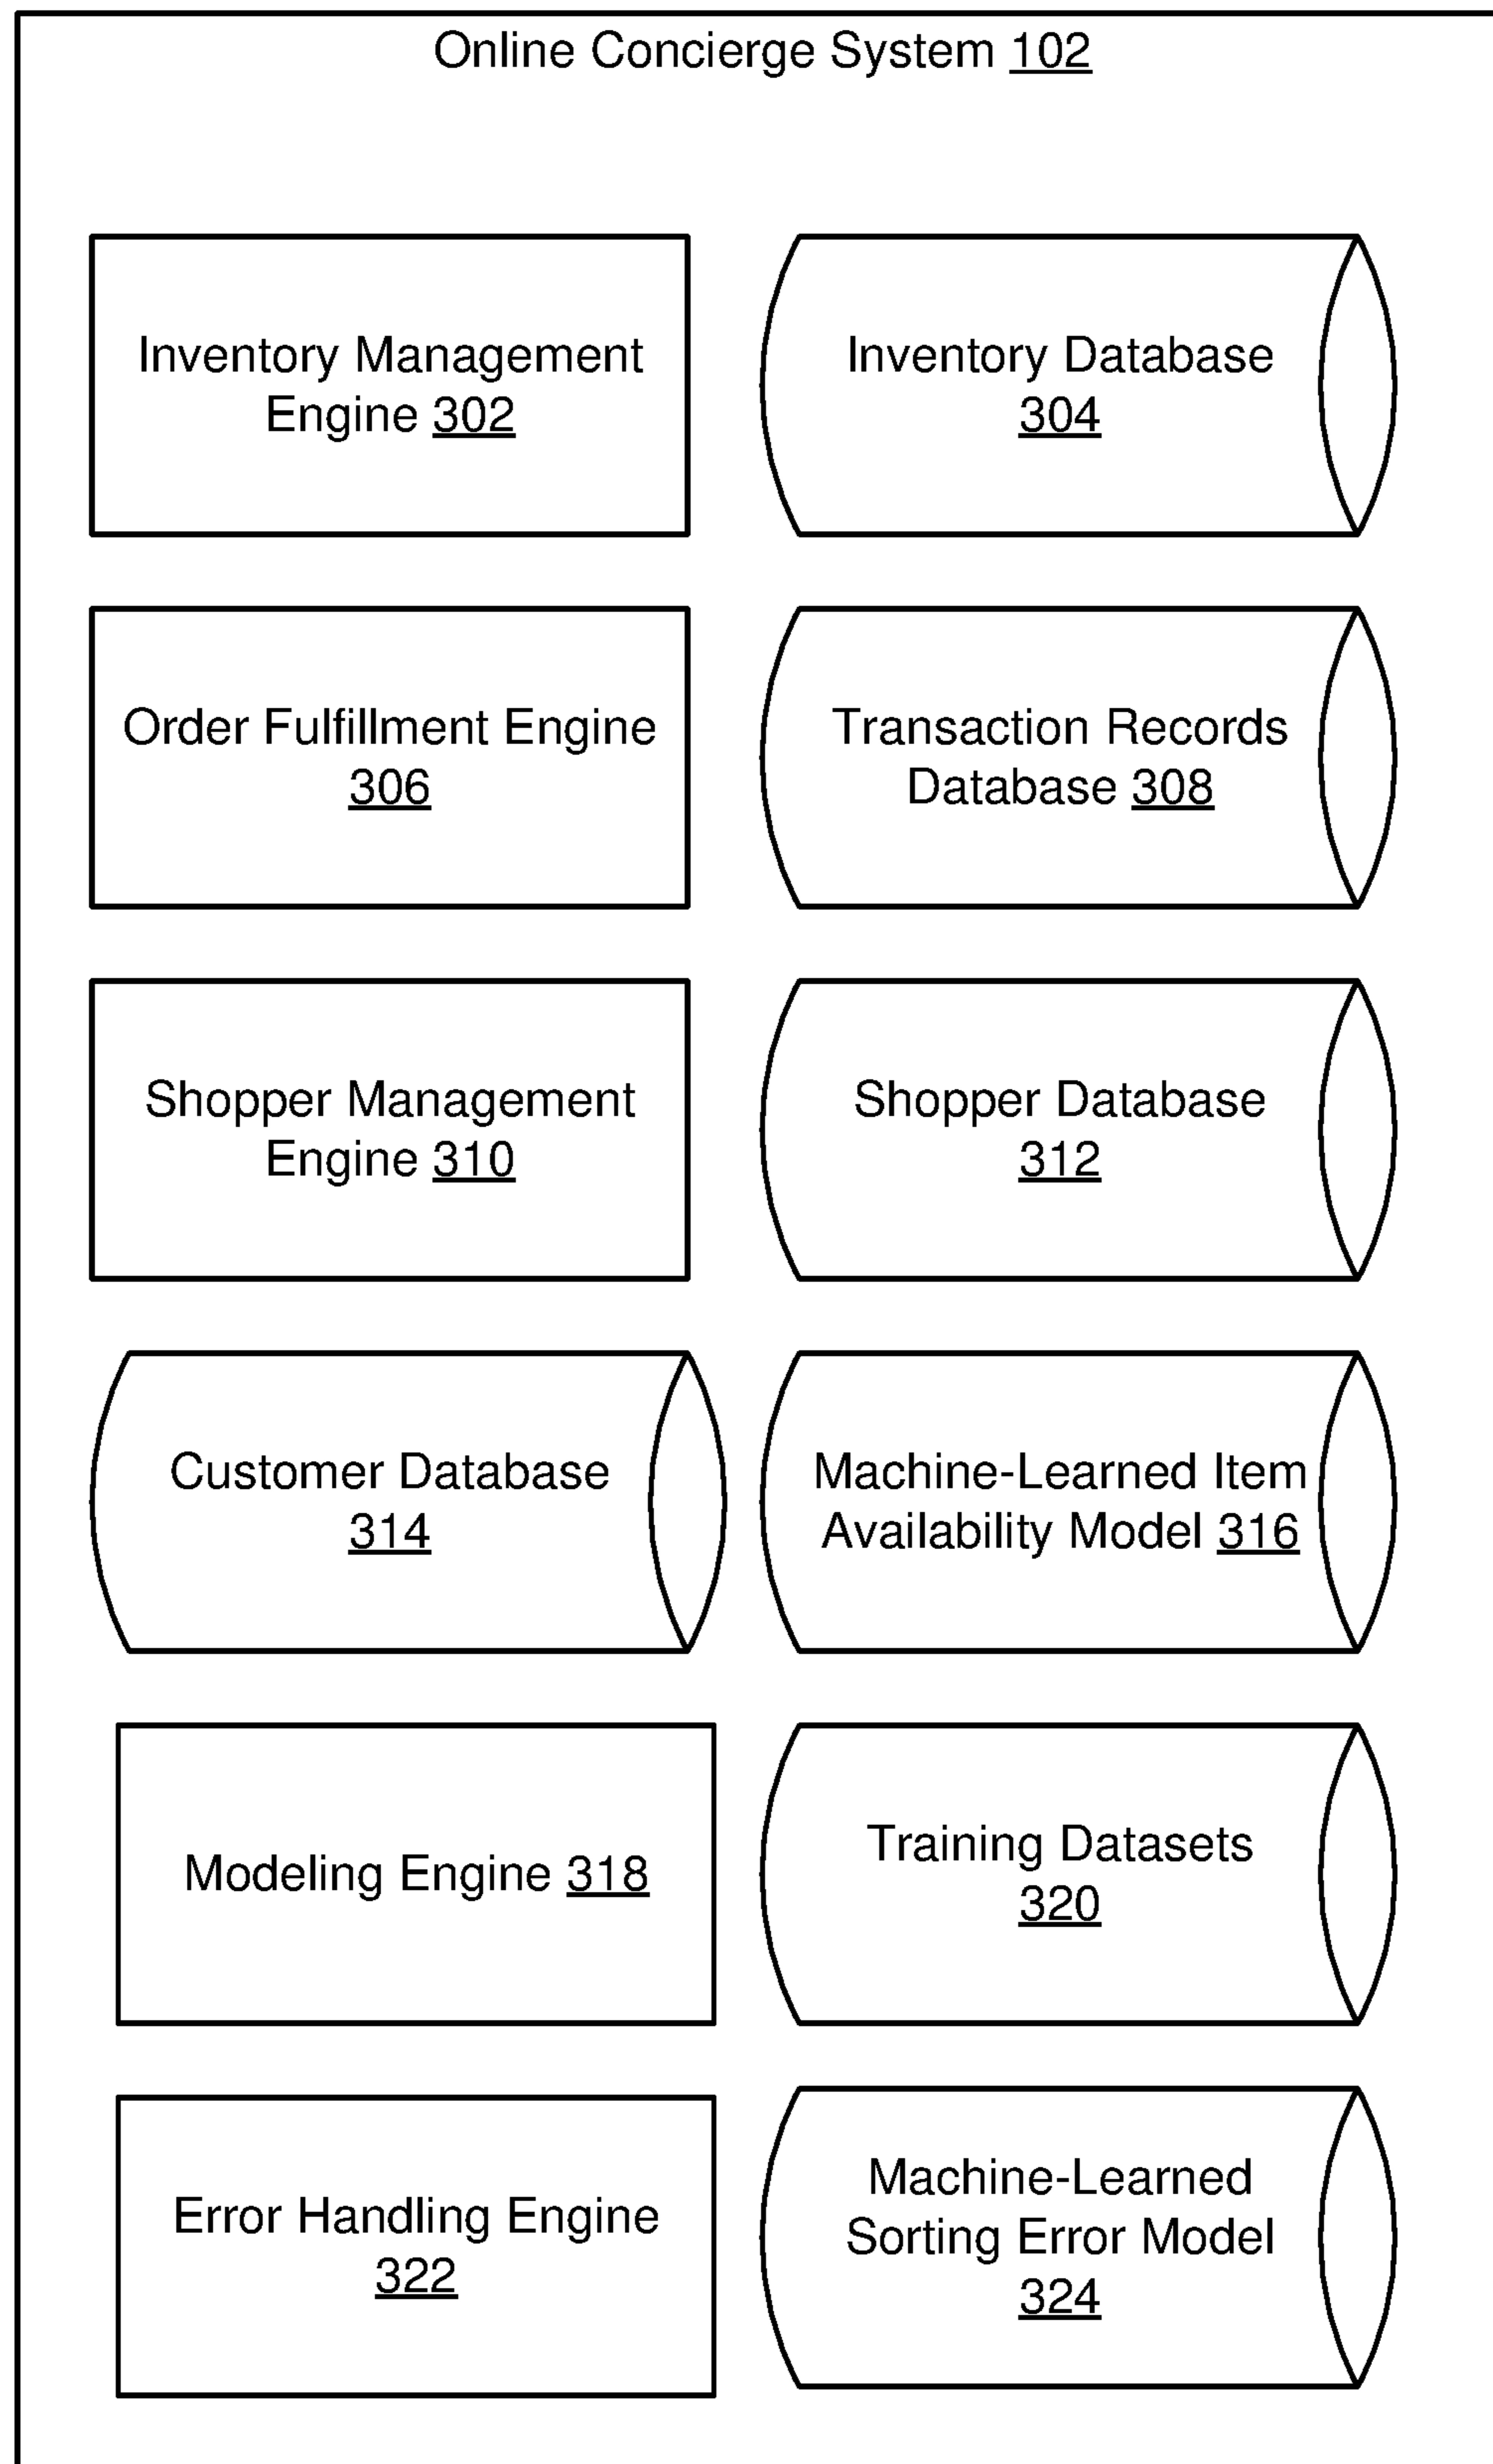 Online Concierge System 102
Inventory Management
Engine 302
Inventory Database
304
Order Fulfillment Engine
306
Transaction Records
Database 308
Shopper Management
Engine 310
Shopper Database
312
Customer Database
314
Machine-Learned Item
Availability Model 316
Modeling Engine 318
Training Datasets
320
Error Handling Engine
322
Machine-Learned
Sorting Error Model
324